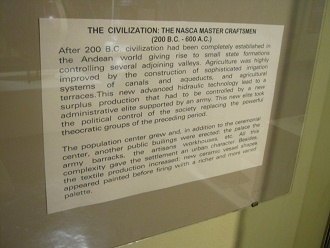 THE CIVILIZATION: THE NASCA MASTER CRAFTSMEN
(200 B.C. - 600 A.C.)
After 200 B.C. civilization had been completely established in
the Andean world giving rise to small state formations
controlling several adjoining valleys. Agriculture was highly
improved by the construction of sophisticated irrigation
systems of canals and aqueducts, and agricultural
terraces. This new advanced hydraulic technology lead to a
surplus production that had to be controlled by a new
administrative elite supported by an army. This new elite took
the political control of the society replacing the powerful
theocratic groups of the preceding period.
The population center grew and, in addition to the ceremonial
center, another public builings were erected: the palace the
army barracks, the artisans workhouses, etc. All this
complexity gave the settlement an urban character. Besides,
the textile production increased; new ceramic vessel shapes
appeared painted before firing with a richer and more varied
palette.